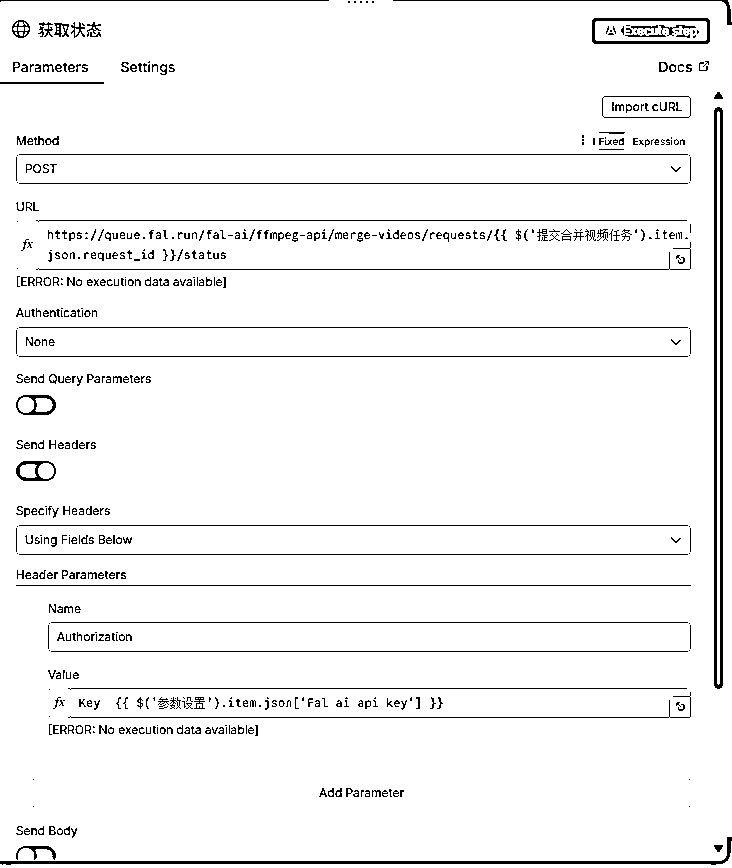 获取状态
Execute step
Parameters Settings Docs
Import cURL
Method Fixed Expression
POST
URL
fx https://queue.fal.run/fal-ai/ffmpeg-api/merge-videos/requests/{{ $('提交合并视频任务').item.
json.request_id }}/status
[ERROR: No execution data available]
Authentication
None
Send Query Parameters
Send Headers
Specify Headers
Using Fields Below
Header Parameters
Name
Authorization
Value
fx Key {{ $('参数设置').item.json['Fal ai api key'] }}
[ERROR: No execution data available]
Add Parameter
Send Body